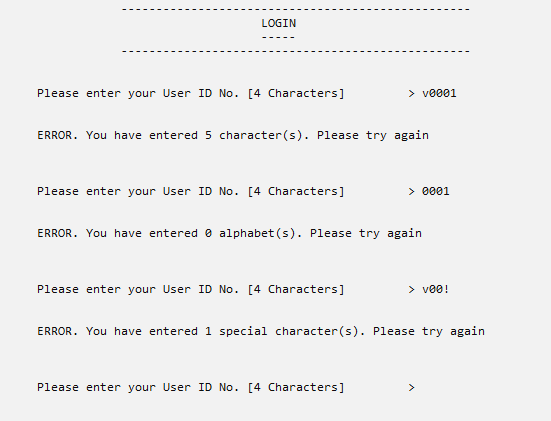 --------------------------------------------------
LOGIN
-----
--------------------------------------------------
Please enter your User ID No. [4 Characters] > v0001
ERROR. You have entered 5 character(s). Please try again
Please enter your User ID No. [4 Characters] > 0001
ERROR. You have entered 0 alphabet(s). Please try again
Please enter your User ID No. [4 Characters] > v00!
ERROR. You have entered 1 special character(s). Please try again
Please enter your User ID No. [4 Characters] >